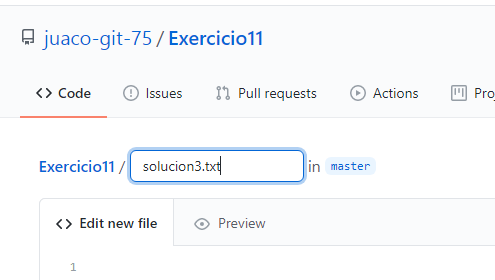 juaco-git-75 / Exercicio11
Code Issues Pull requests Actions
Exercicio11 / solucion3.txt in master
Edit new file Preview
1